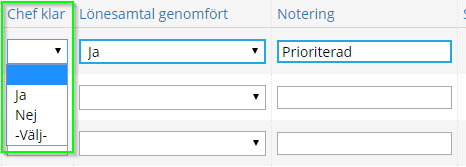 Chef klar Lönesamtal genomfört Notering
Ja Prioriterad
Ja
Nej
-Välj-